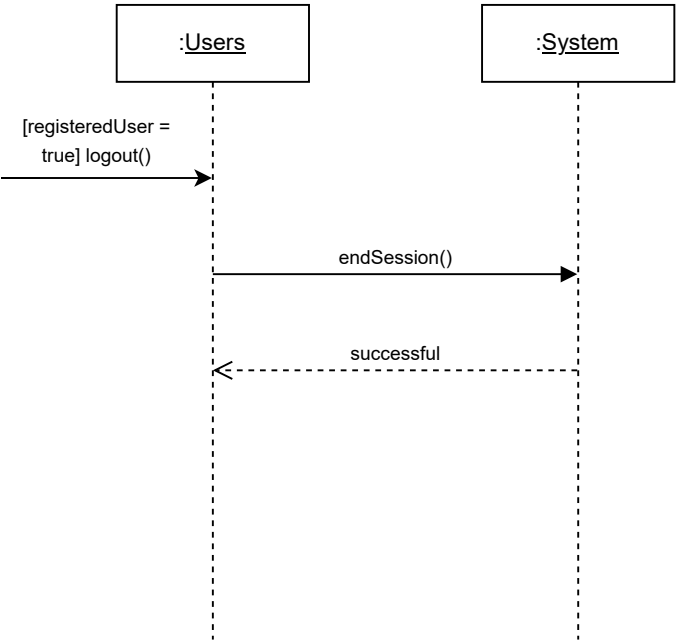 :Users
:System
[registeredUser =
true] logout()
endSession()
successful